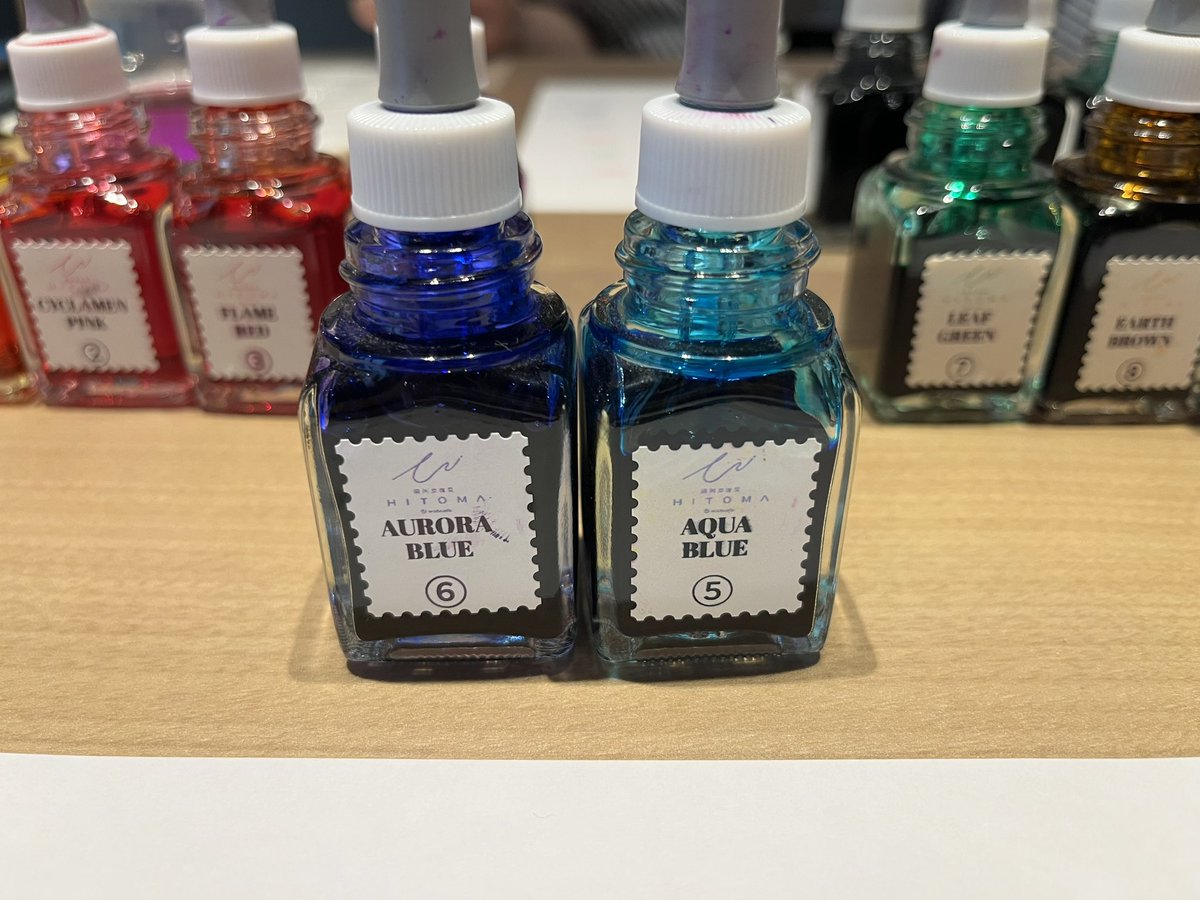 CYCLAMEN
PINK
2
FLAME
RED
3
HITOMA
AURORA
BLUE
6
HITOMA
AQUA
BLUE
5
LEAF
GREEN
7
EARTH
BROWN
8